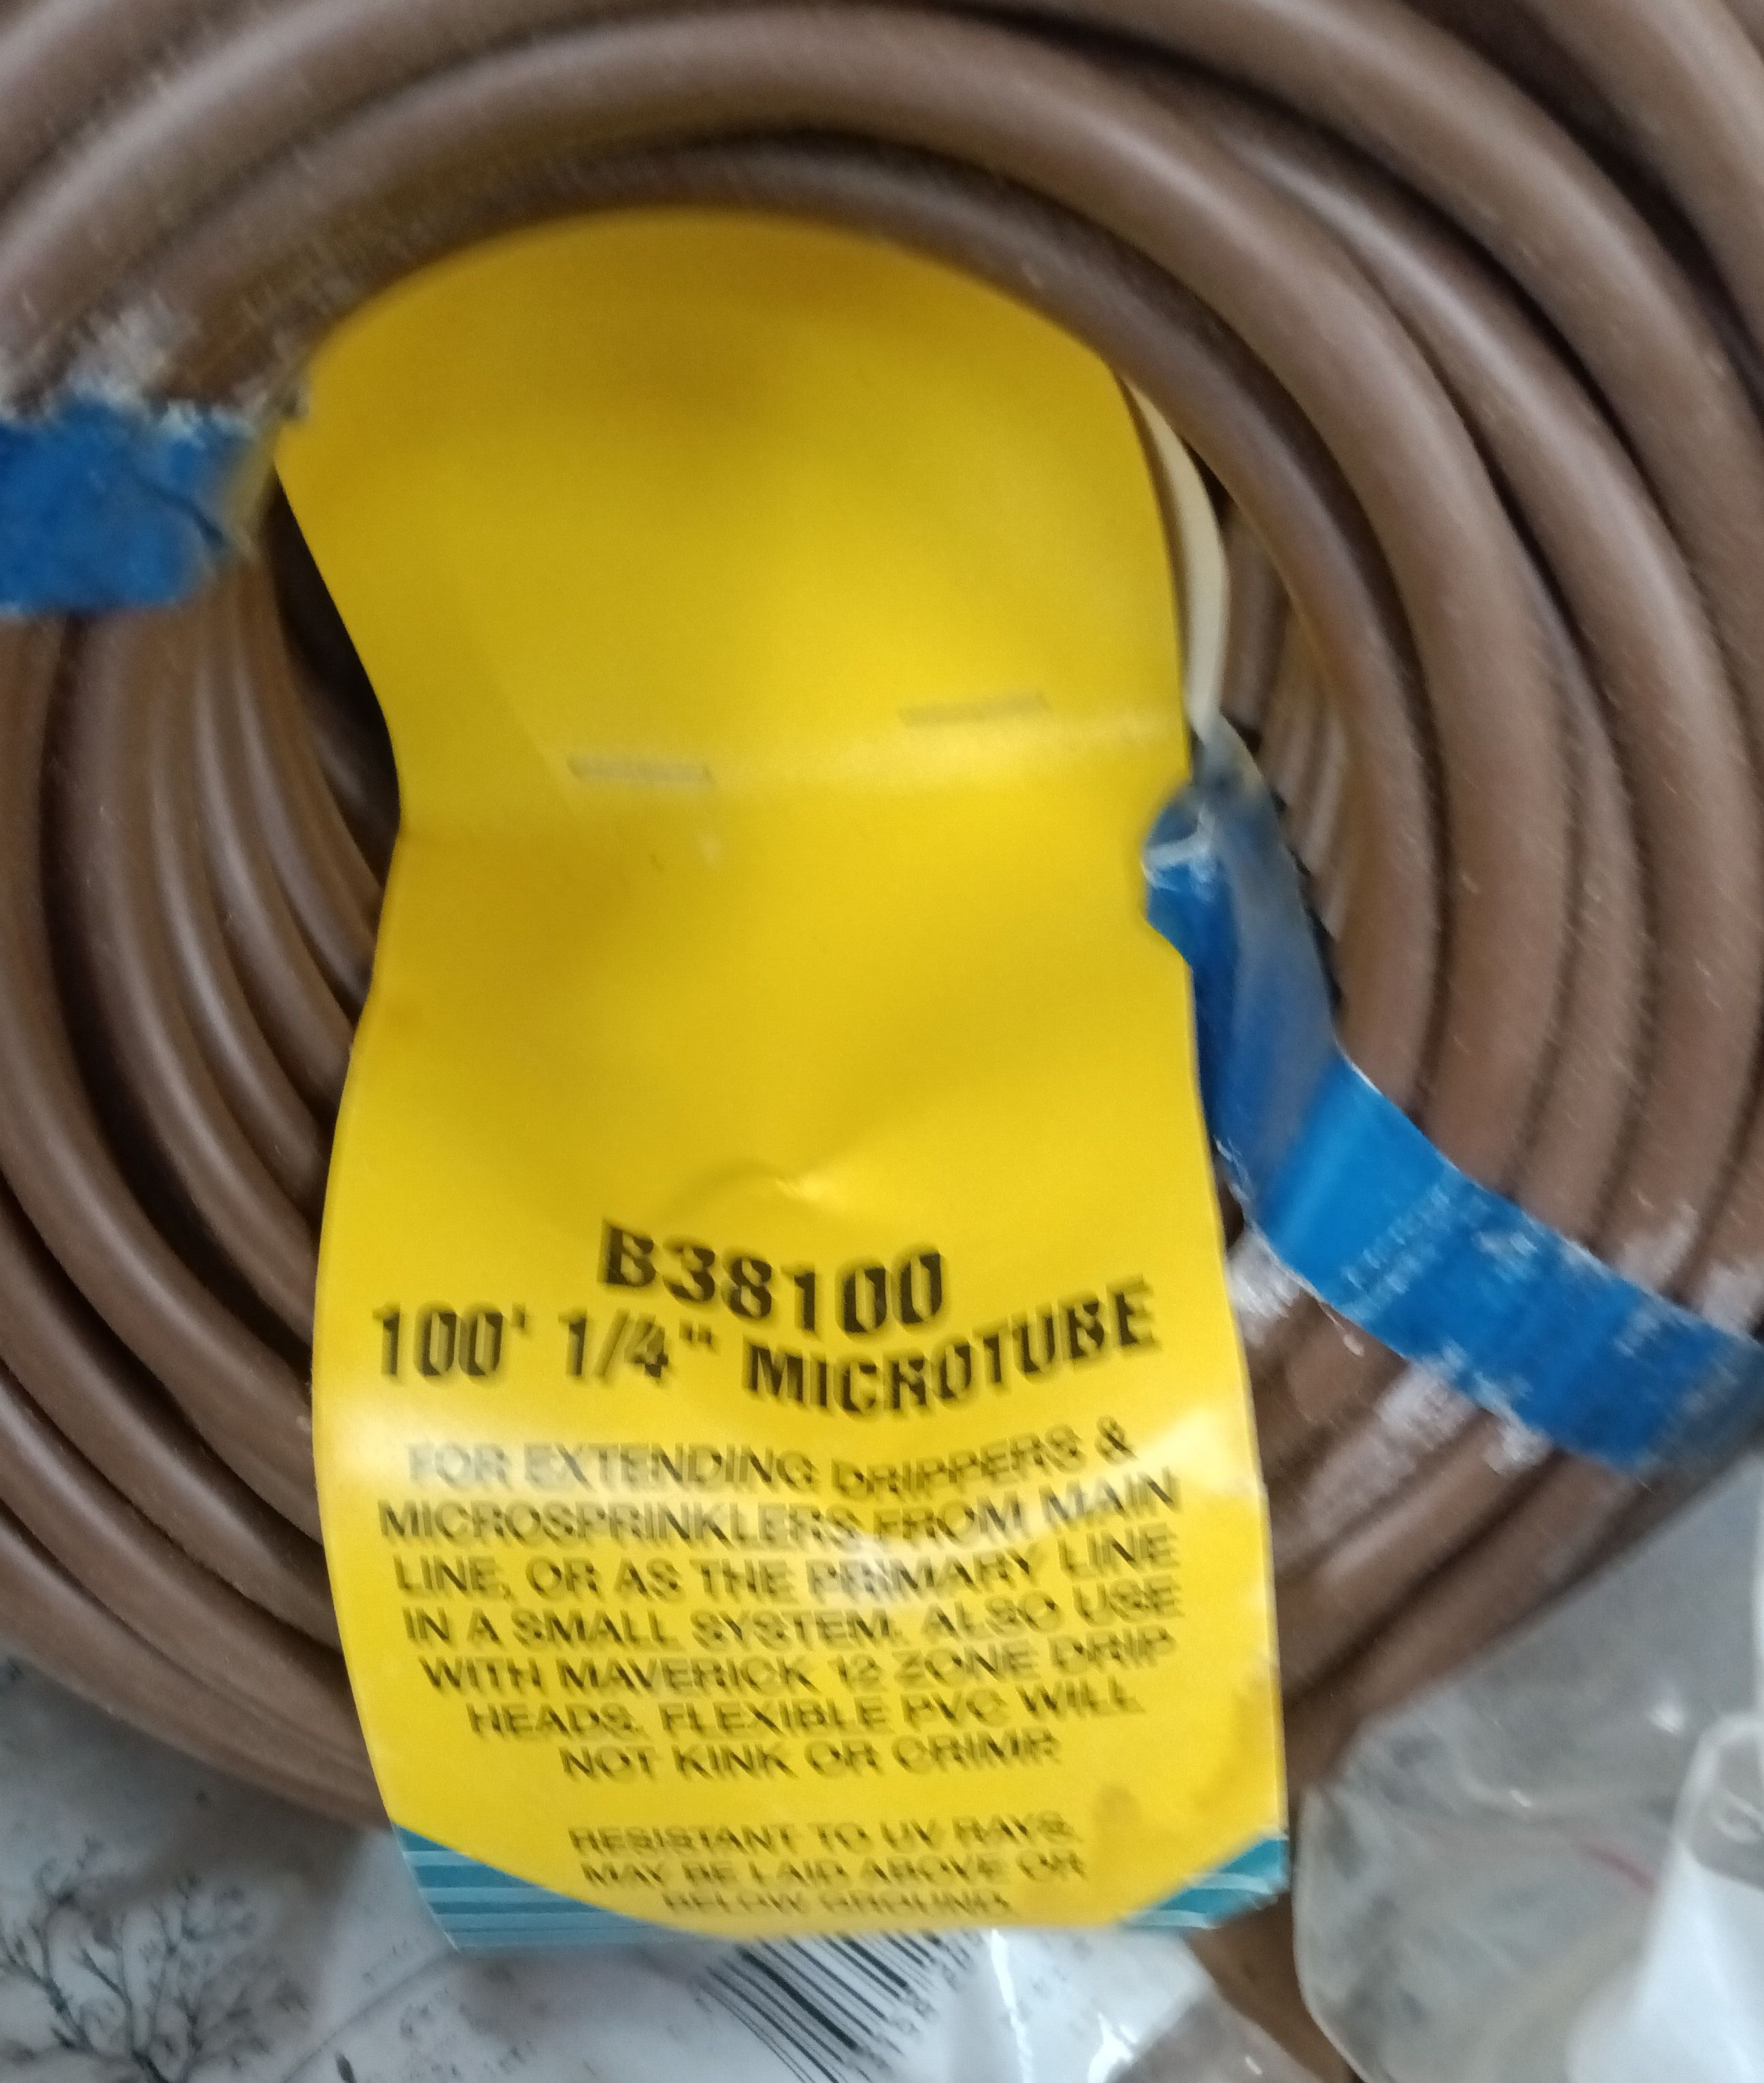 B38100
100' 1/4" MICROTUBE
FOR EXTENDING DRIPPERS &
MICROSPRINKLERS FROM MAIN
LINE, OR AS THE PRIMARY LINE
IN A SMALL SYSTEM. ALSO USE
WITH MAVERICK 12 ZONE DRIP
HEADS. FLEXIBLE PVC WILL
NOT KINK OR CRIMP.
RESISTANT TO UV RAYS.
MAY BE LAID ABOVE OR
BELOW GROUND.